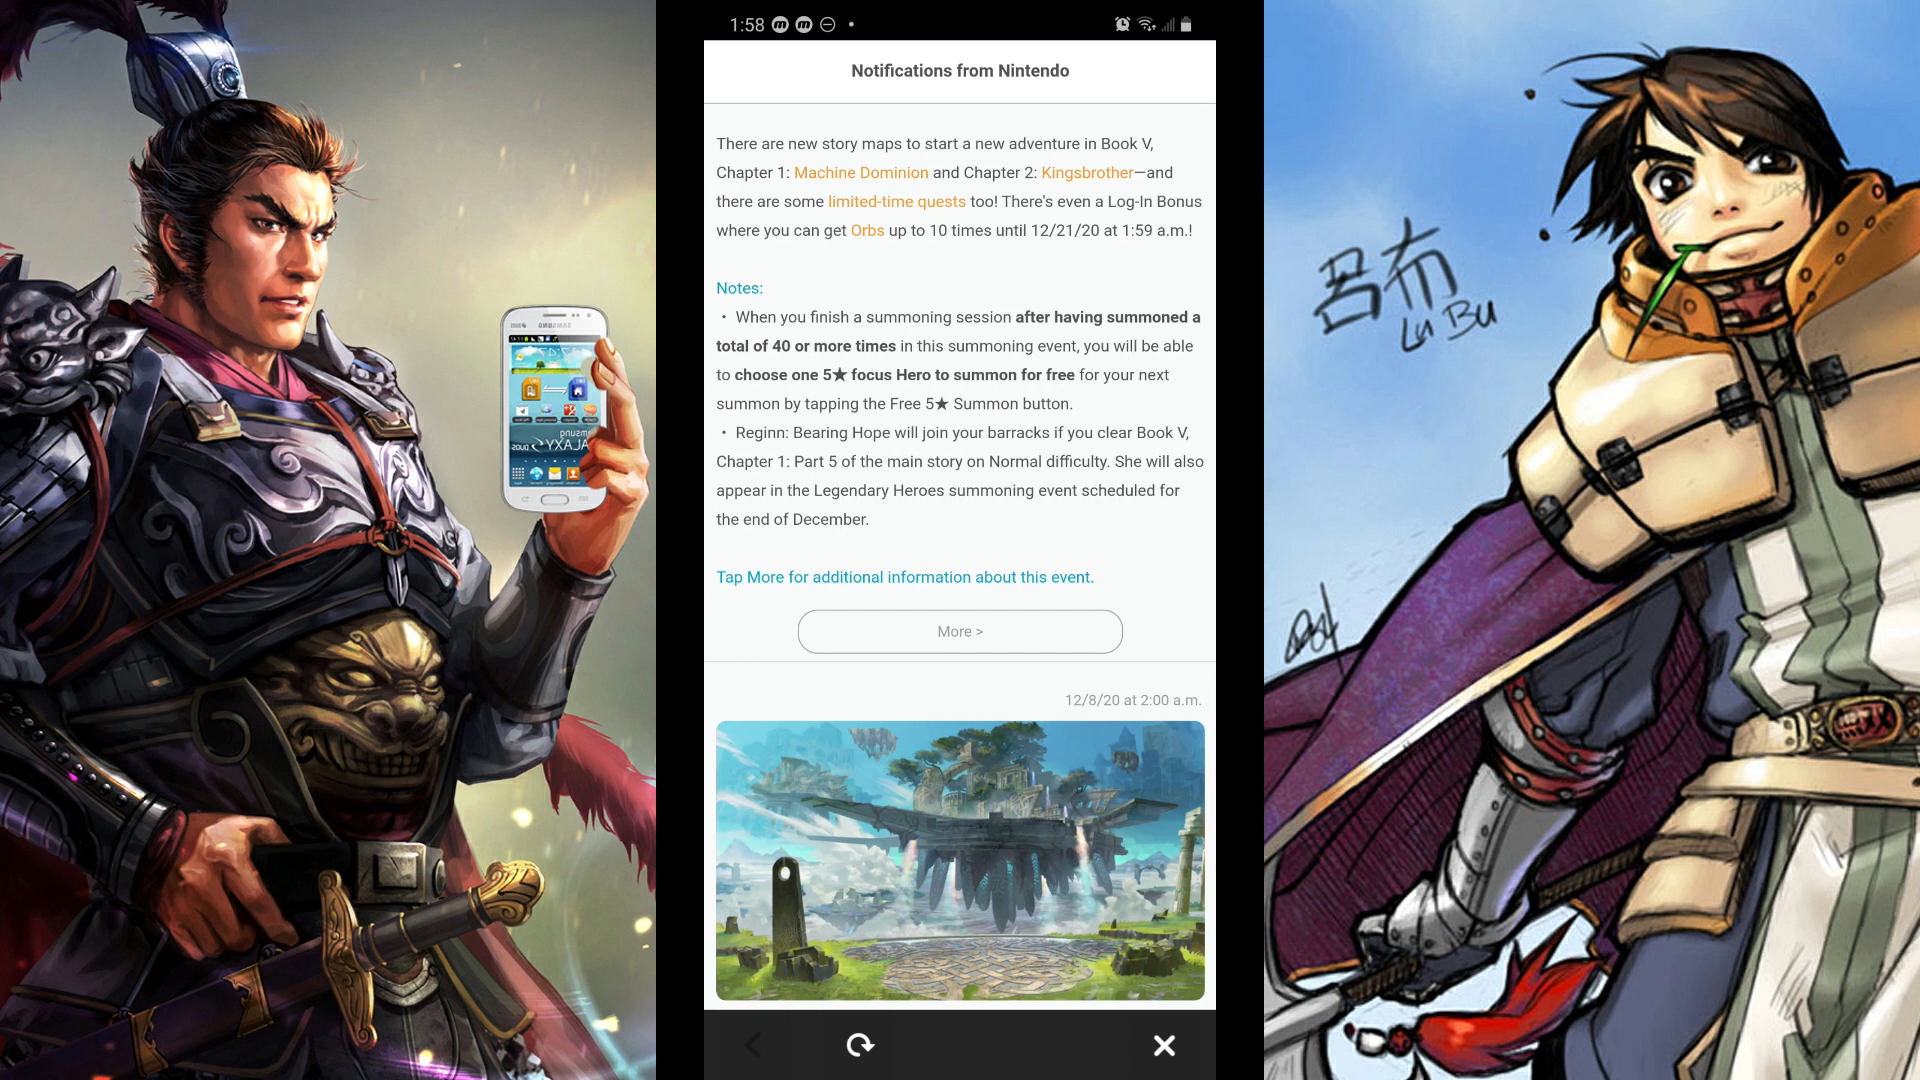 1:58
Notifications from Nintendo
There are new story maps to start a new adventure in Book V,
Chapter 1: Machine Dominion and Chapter 2: Kingsbrother—and
there are some limited-time quests too! There's even a Log-In Bonus
where you can get Orbs up to 10 times until 12/21/20 at 1:59 a.m.!
Notes:
・ When you finish a summoning session after having summoned a
total of 40 or more times in this summoning event, you will be able
to choose one 5★ focus Hero to summon for free for your next
summon by tapping the Free 5★ Summon button.
・ Reginn: Bearing Hope will join your barracks if you clear Book V,
Chapter 1: Part 5 of the main story on Normal difficulty. She will also
appear in the Legendary Heroes summoning event scheduled for
the end of December.
Tap More for additional information about this event.
More >
12/8/20 at 2:00 a.m.
SAMSUNG
SAMSUNG
GALAXY S DUOS
呂布
Lu Bu